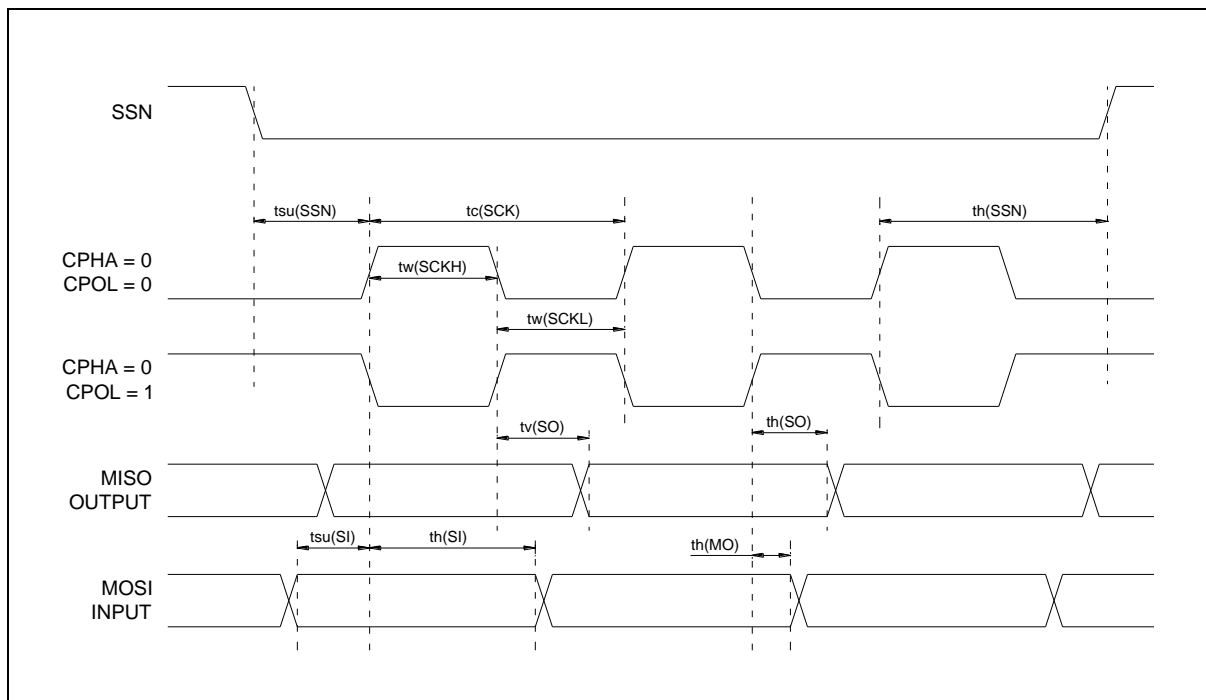 SSN
tsu(SSN)
tc(SCK)
th(SSN)
CPHA = 0
CPOL = 0
tw(SCKH)
tw(SCKL)
CPHA = 0
CPOL = 1
tv(SO)
th(SO)
MISO
OUTPUT
tsu(SI)
th(SI)
th(MO)
MOSI
INPUT